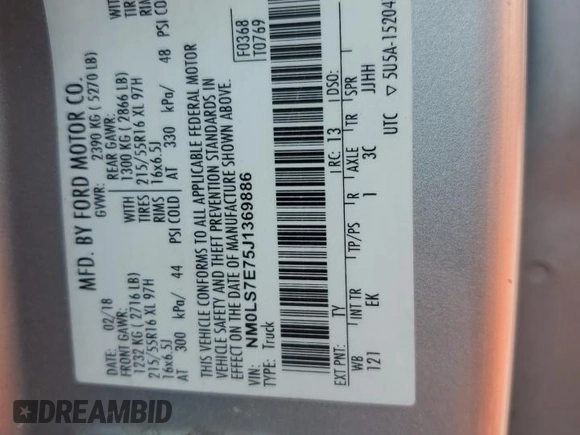 MFD. BY FORD MOTOR CO.
DATE: 02/18 GVWR: 2390 KG ( 5270 LB)
FRONT GAWR: REAR GAWR:
1232 KG ( 2716 LB) WITH 1300 KG ( 2866 LB) WITH
215/55R16 XL 97H TIRES 215/55R16 XL 97H TIRES
16x6.5J RIMS 16x6.5J RIMS
AT 300 kPa/ 44 PSI COLD AT 330 kPa/ 48 PSI CO
THIS VEHICLE CONFORMS TO ALL APPLICABLE FEDERAL MOTOR
VEHICLE SAFETY AND THEFT PREVENTION STANDARDS IN
EFFECT ON THE DATE OF MANUFACTURE SHOWN ABOVE.
VIN: NM0LS7E75J1369886
TYPE: Truck
F0368
T0769
EXT PNT: TY RC: 13 DSO:
WB INT TR TP/PS R AXLE TR SPR
121 EK 1 3C JJHH
UTC ▽ 5U5A-15204
DREAMBID